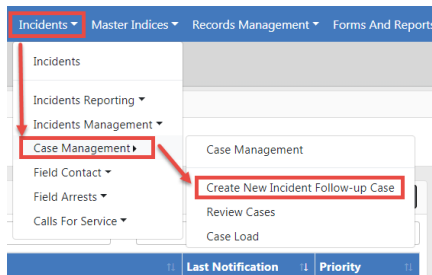 Incidents Master Indices Records Management Forms And Reports
Incidents
Incidents Reporting
Incidents Management
Case Management
Field Contact
Field Arrests
Calls For Service
Case Management
Create New Incident Follow-up Case
Review Cases
Case Load
Last Notification Priority